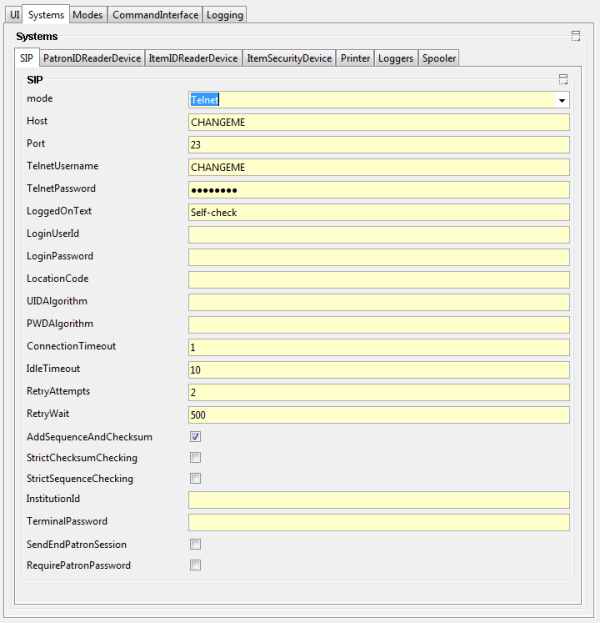 UI Systems Modes CommandInterface Logging
Systems
SIP PatronIDReaderDevice ItemIDReaderDevice ItemSecurityDevice Printer Loggers Spooler
SIP
mode Telnet
Host CHANGEME
Port 23
TelnetUsername CHANGEME
TelnetPassword ●●●●●●●●
LoggedOnText Self-check
LoginUserId
LoginPassword
LocationCode
UIDAlgorithm
PWDAlgorithm
ConnectionTimeout 1
IdleTimeout 10
RetryAttempts 2
RetryWait 500
AddSequenceAndChecksum
StrictChecksumChecking
StrictSequenceChecking
InstitutionId
TerminalPassword
SendEndPatronSession
RequirePatronPassword